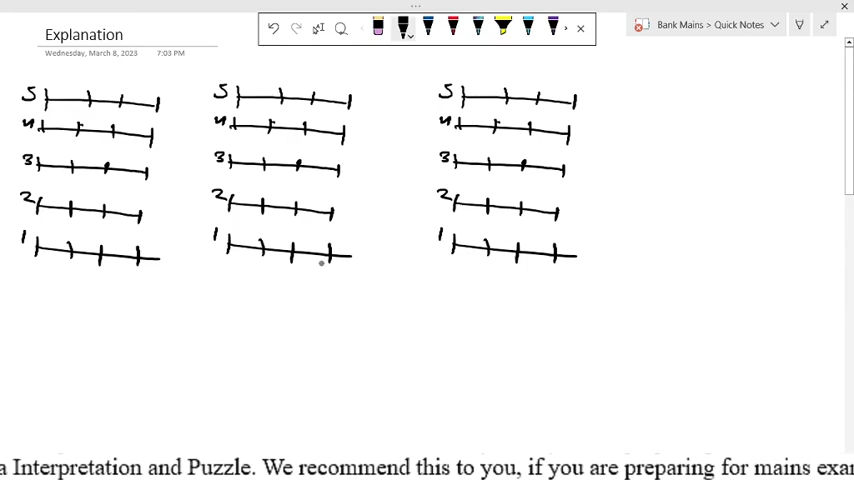 Bank Mains > Quick Notes
Explanation
Wednesday, March 8, 2023 7:03 PM
5 5 5
4 4 4
3 3 3
2 2 2
1 1 1
a Interpretation and Puzzle. We recommend this to you, if you are preparing for mains exar